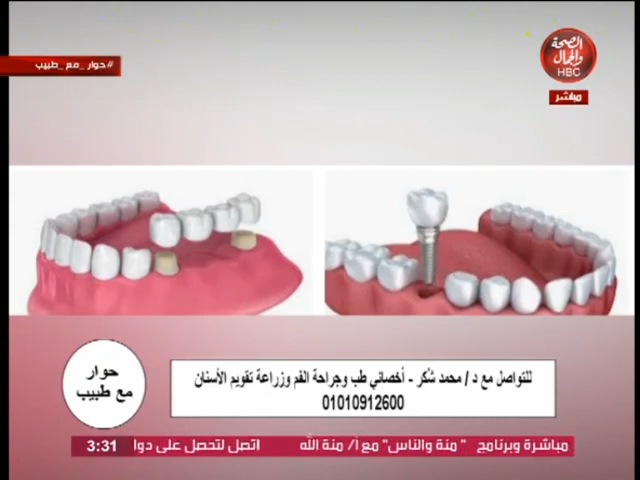 الصحة
والجمال
HBC
مباشر
#حوار_مع_طبيب
حوار
مع طبيب
للتواصل مع د / محمد شُكر - أخصائي طب وجراحة الفم وزراعة تقويم الأسنان
01010912600
مباشرة وبرنامج "منة والناس" مع أ/ منة الله اتصل لتحصل على دوا
3:31